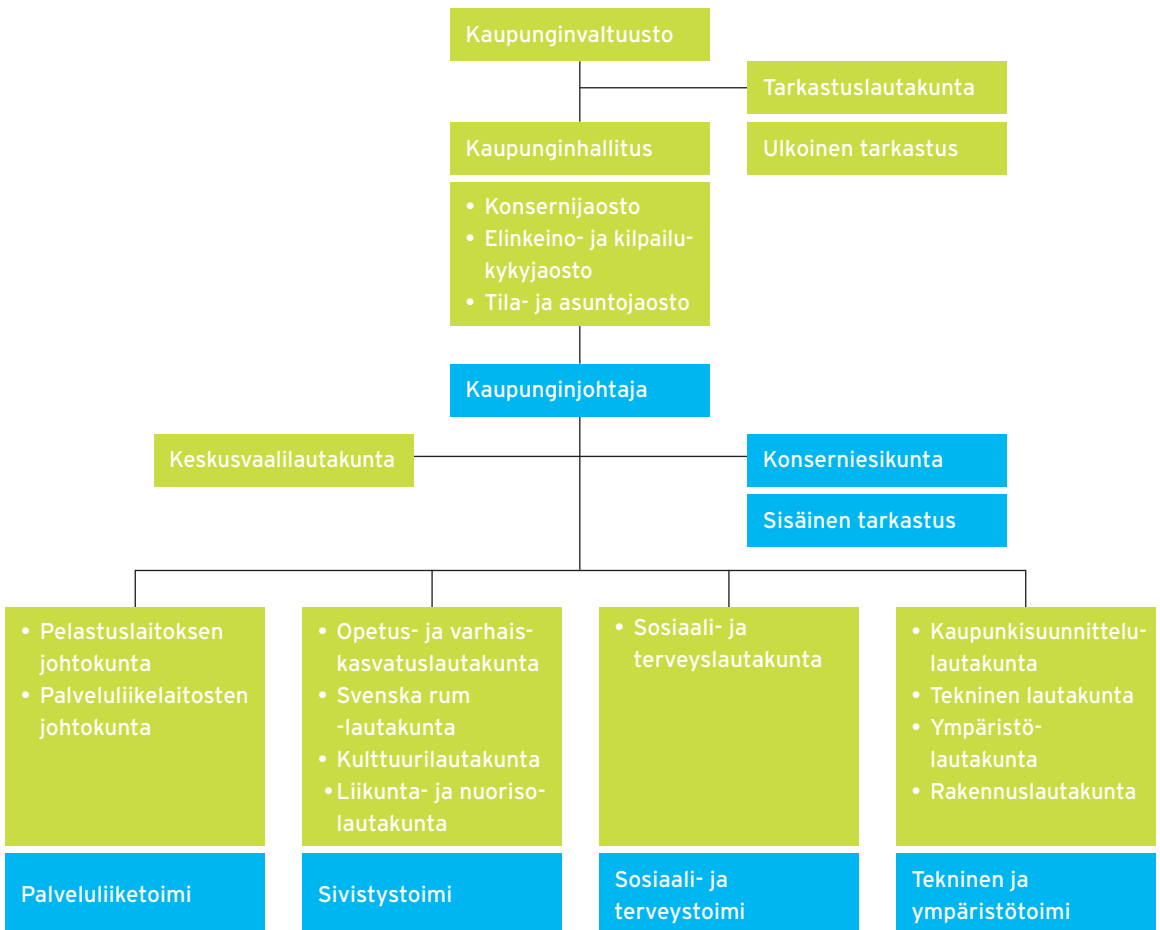 Kaupunginvaltuusto
Tarkastuslautakunta
Kaupunginhallitus
Ulkoinen tarkastus
• Konsernijaosto
• Elinkeino- ja kilpailu-
kykyjaosto
• Tila- ja asuntojaosto
Kaupunginjohtaja
Keskusvaalilautakunta
Konserniesikunta
Sisäinen tarkastus
• Pelastuslaitoksen
johtokunta
• Palveluliikelaitosten
johtokunta
Palveluliiketoimi
• Opetus- ja varhais-
kasvatuslautakunta
• Svenska rum
-lautakunta
• Kulttuurilautakunta
• Liikunta- ja nuoriso-
lautakunta
Sivistystoimi
• Sosiaali- ja
terveyslautakunta
Sosiaali- ja
terveystoimi
• Kaupunkisuunnittelu-
lautakunta
• Tekninen lautakunta
• Ympäristö-
lautakunta
• Rakennuslautakunta
Tekninen ja
ympäristötoimi